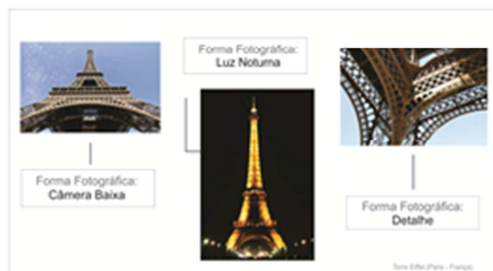 Forma Fotográfica:
Luz Noturna
Forma Fotográfica:
Câmera Baixa
Forma Fotográfica:
Detalhe
Torre Eiffel (Paris - França)